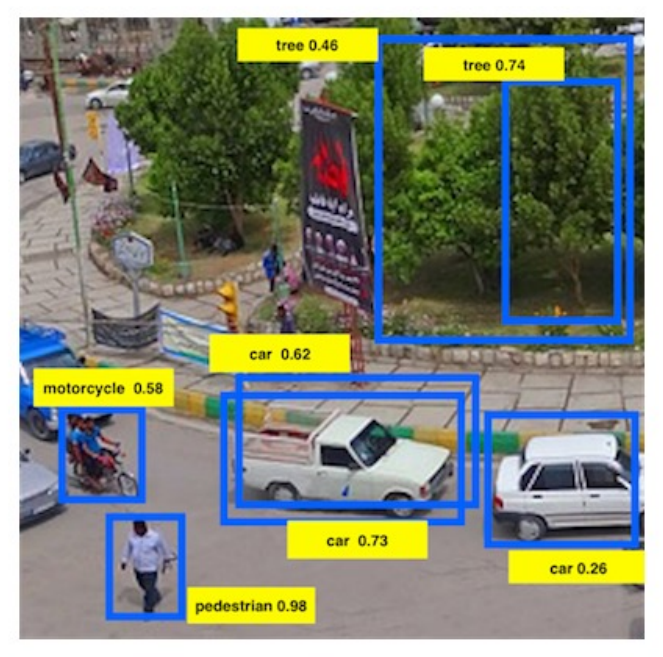 tree 0.46
tree 0.74
car 0.62
motorcycle 0.58
car 0.73
car 0.26
pedestrian 0.98